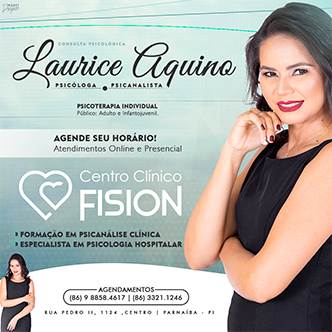 CONSULTA PSICOLÓGICA
Laurice Aquino
PSICÓLOGA • PSICANALISTA
PSICOTERAPIA INDIVIDUAL
Público: Adulto e Infantojuvenil.
AGENDE SEU HORÁRIO!
Atendimentos Online e Presencial
Centro Clínico
FISION
» FORMAÇÃO EM PSICANÁLISE CLÍNICA
» ESPECIALISTA EM PSICOLOGIA HOSPITALAR
AGENDAMENTOS
(86) 9 8858.4617 | (86) 3321.1246
RUA PEDRO II, 1124 ,CENTRO | PARNAÍBA - PI